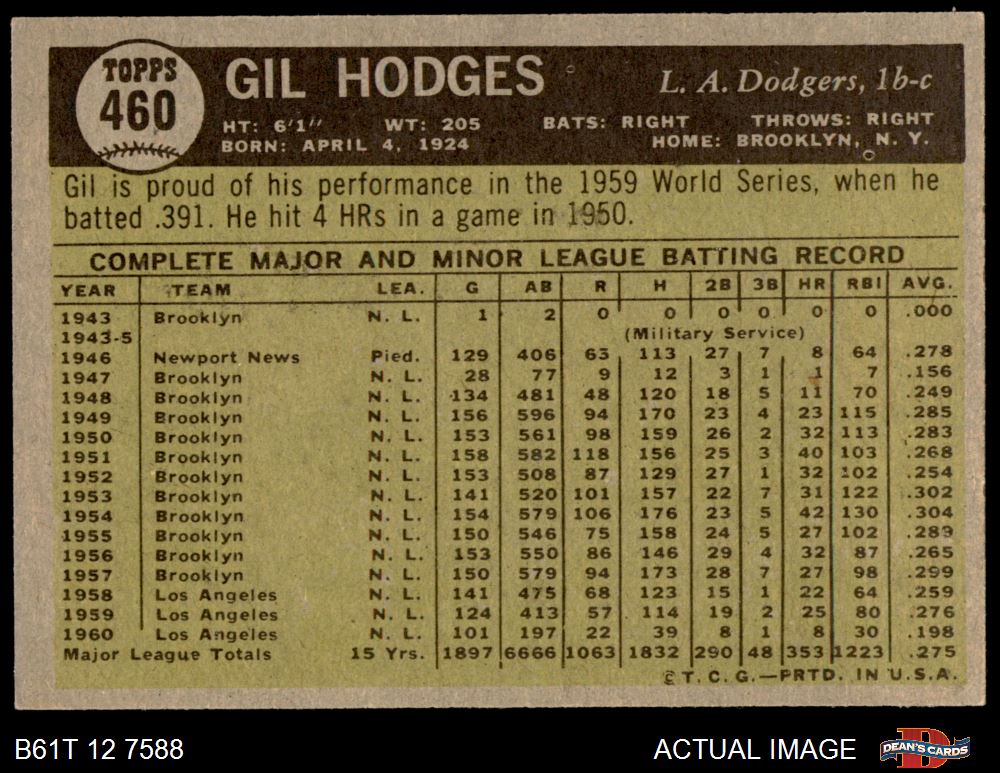 TOPPS
460
GIL HODGES
L. A. Dodgers, 1b-c
HT: 6'1" WT: 205 BATS: RIGHT THROWS: RIGHT
BORN: APRIL 4, 1924 HOME: BROOKLYN, N. Y.
Gil is proud of his performance in the 1959 World Series, when he
batted .391. He hit 4 HRs in a game in 1950.
COMPLETE MAJOR AND MINOR LEAGUE BATTING RECORD
YEAR TEAM LEA. G AB R H 2B 3B HR RBI AVG.
1943 Brooklyn N. L. 1 2 0 0 0 0 0 0 .000
1943-5 (Military Service)
1946 Newport News Pied. 129 406 63 113 27 7 8 64 .278
1947 Brooklyn N. L. 28 77 9 12 3 1 1 7 .156
1948 Brooklyn N. L. 134 481 48 120 18 5 11 70 .249
1949 Brooklyn N. L. 156 596 94 170 23 4 23 115 .285
1950 Brooklyn N. L. 153 561 98 159 26 2 32 113 .283
1951 Brooklyn N. L. 158 582 118 156 25 3 40 103 .268
1952 Brooklyn N. L. 153 508 87 129 27 1 32 102 .254
1953 Brooklyn N. L. 141 520 101 157 22 7 31 122 .302
1954 Brooklyn N. L. 154 579 106 176 23 5 42 130 .304
1955 Brooklyn N. L. 150 546 75 158 24 5 27 102 .289
1956 Brooklyn N. L. 153 550 86 146 29 4 32 87 .265
1957 Brooklyn N. L. 150 579 94 173 28 7 27 98 .299
1958 Los Angeles N. L. 141 475 68 123 15 1 22 64 .259
1959 Los Angeles N. L. 124 413 57 114 19 2 25 80 .276
1960 Los Angeles N. L. 101 197 22 39 8 1 8 30 .198
Major League Totals 15 Yrs. 1897 6666 1063 1832 290 48 353 1223 .275
© T. C. G.—PRTD. IN U.S.A.
B61T 12 7588 ACTUAL IMAGE DEAN'S CARDS